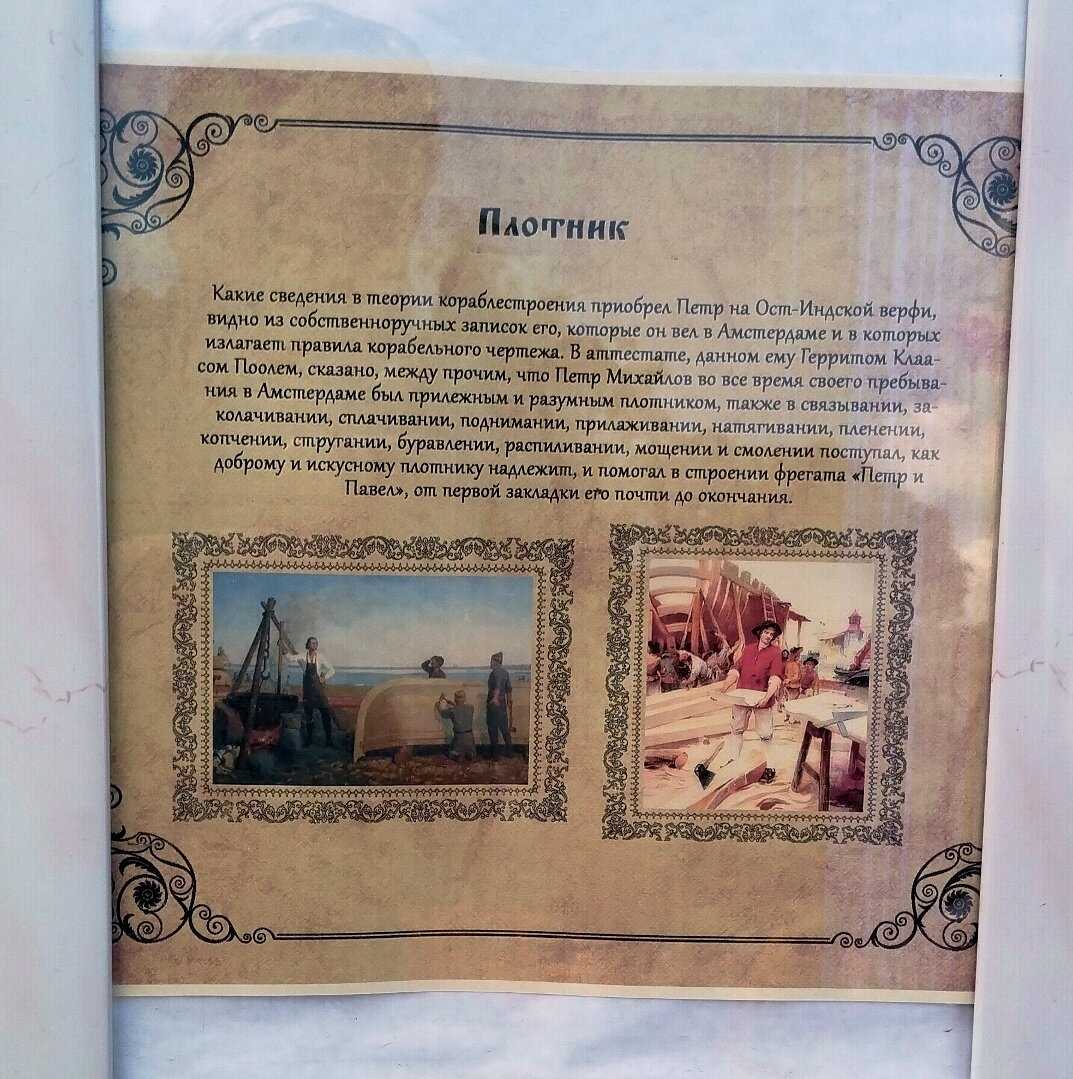 Плотник
Какие сведения в теории кораблестроения приобрел Петр на Ост-Индской верфи,
видно из собственноручных записок его, которые он вел в Амстердаме и в которых
излагает правила корабельного чертежа. В аттестате, данном ему Герритом Клаа-
сом Поолем, сказано, между прочим, что Петр Михайлов во все время своего пребыва-
ния в Амстердаме был прилежным и разумным плотником, также в связывании, за-
колачивании, сплачивании, поднимании, прилаживании, натягивании, пленении,
копчении, стругании, буравлении, распиливании, мощении и смолении поступал, как
доброму и искусному плотнику надлежит, и помогал в строении фрегата «Петр и
Павел», от первой закладки его почти до окончания.